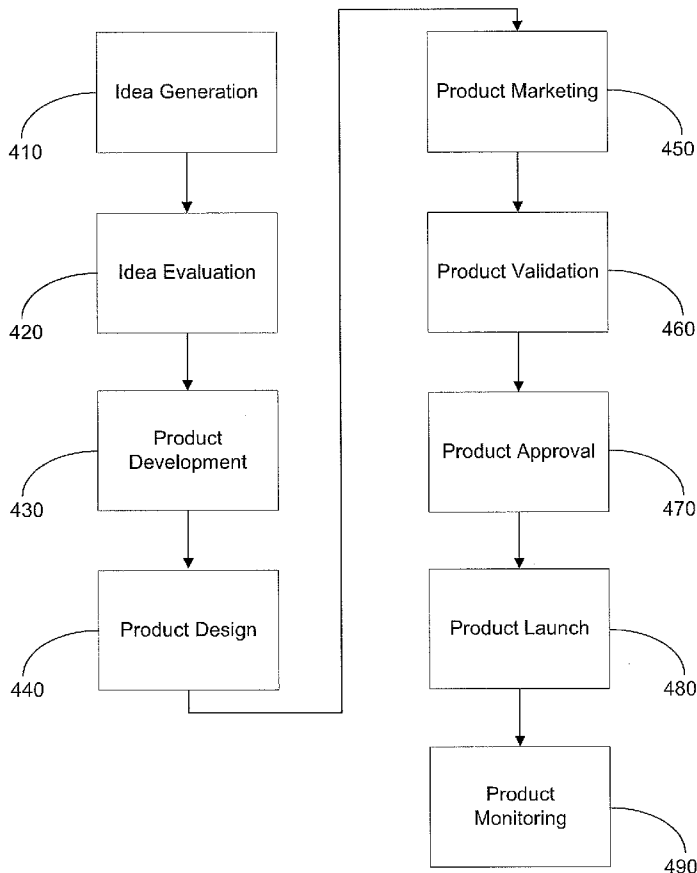 Idea Generation
410
Idea Evaluation
420
Product
Development
430
Product Design
440
Product Marketing
450
Product Validation
460
Product Approval
470
Product Launch
480
Product
Monitoring
490